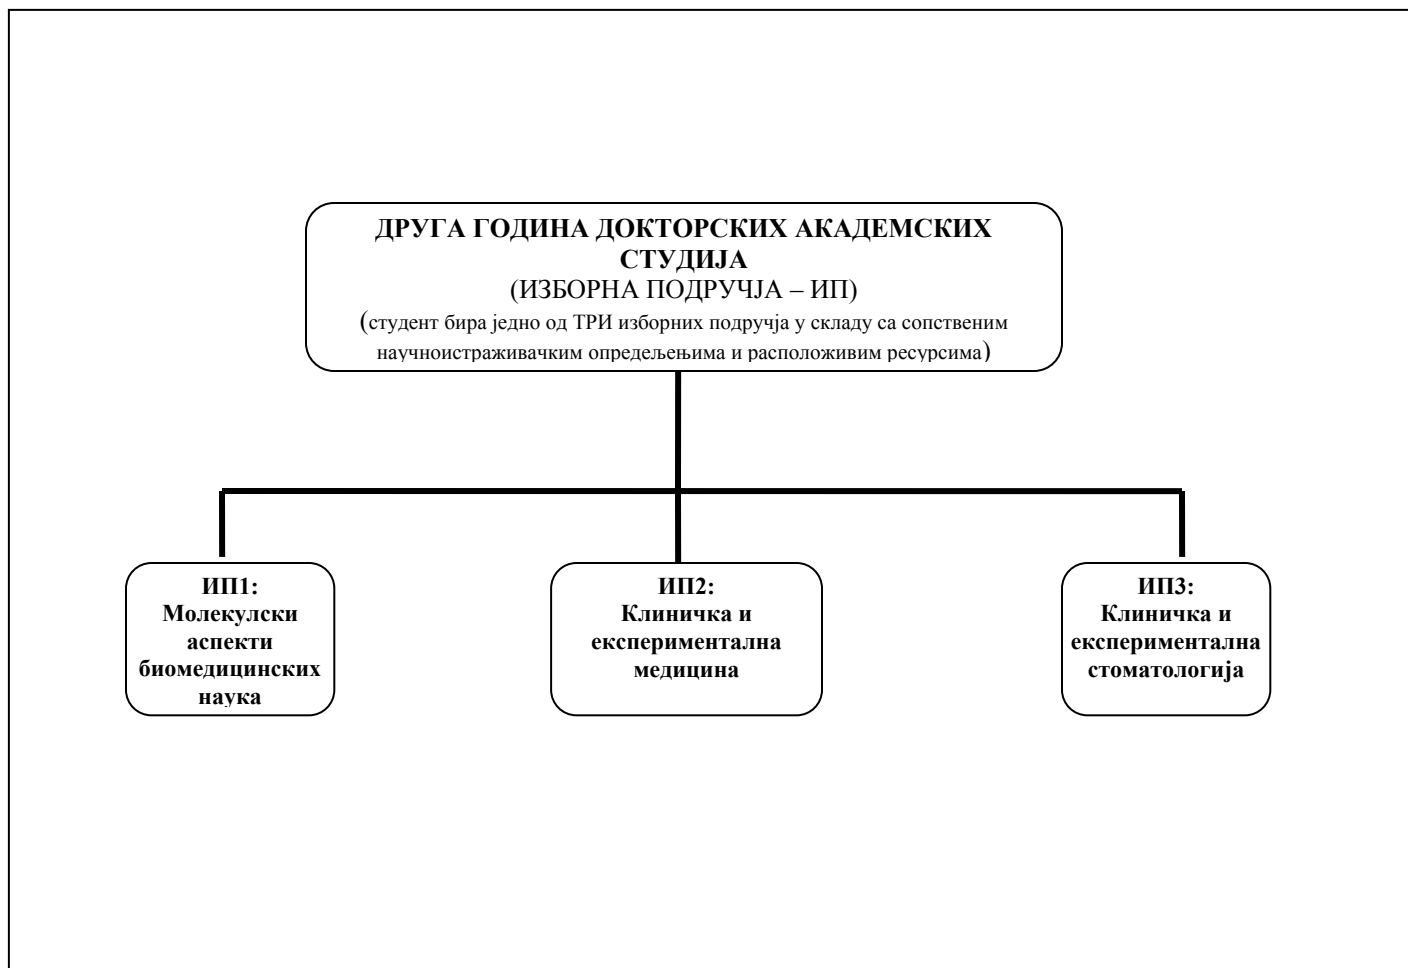 ДРУГА ГОДИНА ДОКТОРСКИХ АКАДЕМСКИХ
СТУДИЈА
(ИЗБОРНА ПОДРУЧЈА – ИП)
(студент бира једно од ТРИ изборних подручја у складу са сопственим
научноистраживачким опредељењима и расположивим ресурсима)
ИП1:
Молекулски
аспекти
биомедицинских
наука
ИП2:
Клиничка и
експериментална
медицина
ИП3:
Клиничка и
експериментална
стоматологија